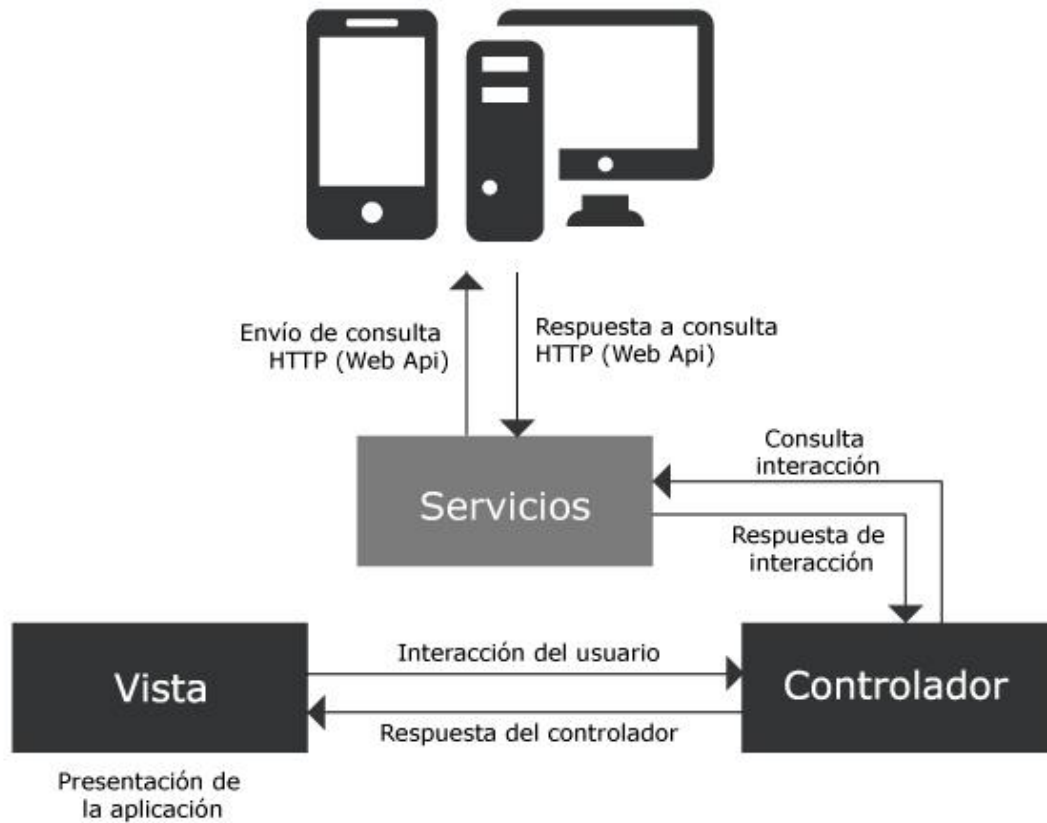 Envío de consulta
HTTP (Web Api)
Respuesta a consulta
HTTP (Web Api)
Consulta
interacción
Servicios
Respuesta de
interacción
Vista
Interacción del usuario
Respuesta del controlador
Controlador
Presentación de
la aplicación